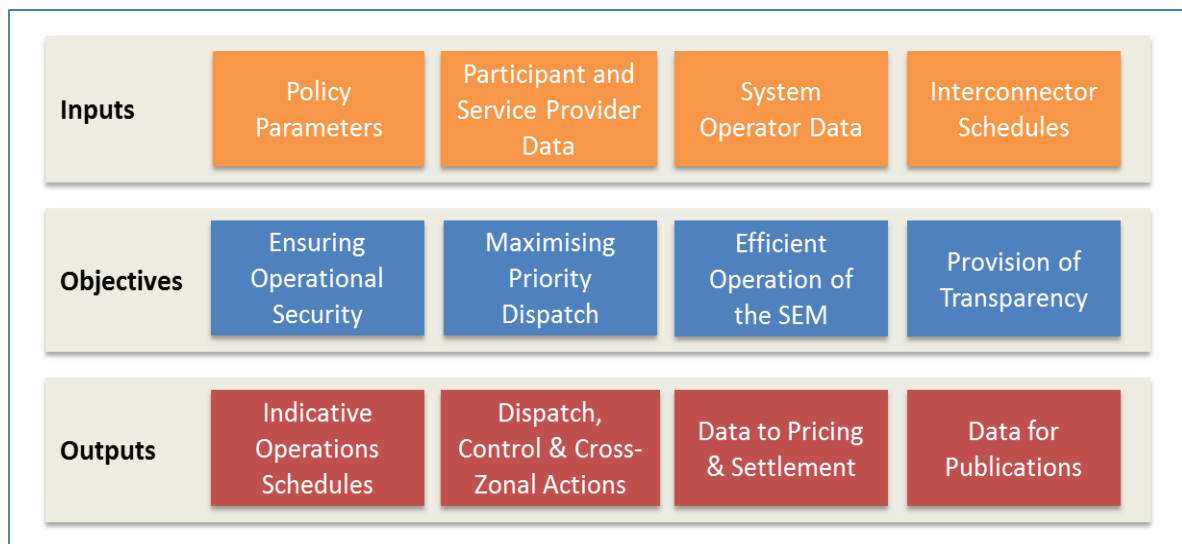 Inputs
Policy
Parameters
Participant and
Service Provider
Data
System
Operator Data
Interconnector
Schedules
Objectives
Ensuring
Operational
Security
Maximising
Priority
Dispatch
Efficient
Operation of
the SEM
Provision of
Transparency
Outputs
Indicative
Operations
Schedules
Dispatch,
Control & Cross-
Zonal Actions
Data to Pricing
& Settlement
Data for
Publications